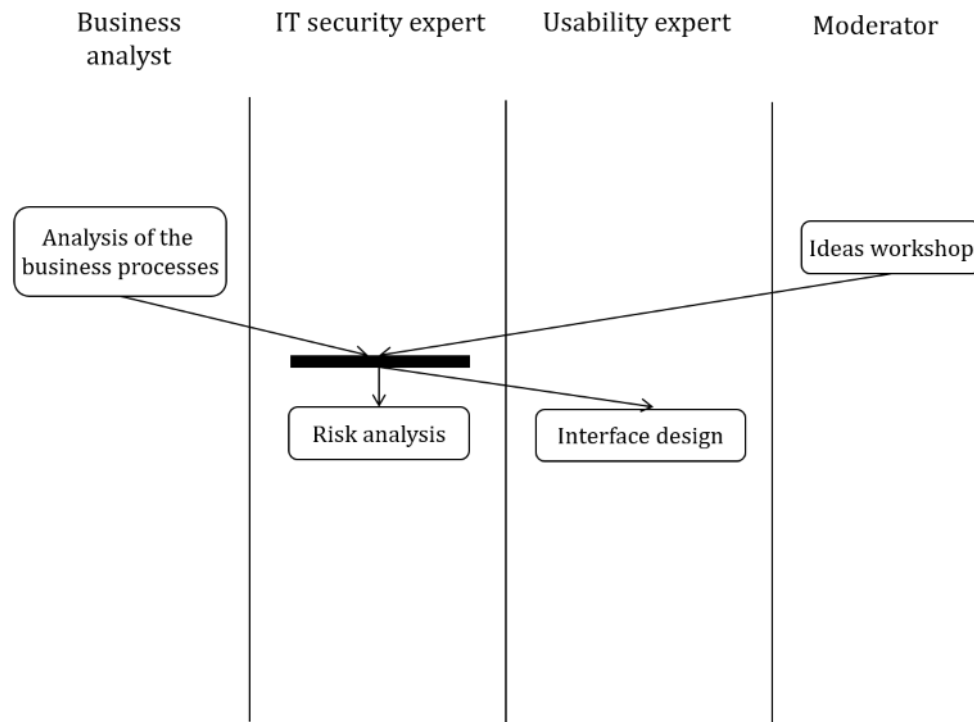 Business
analyst
IT security expert
Usability expert
Moderator
Analysis of the
business processes
Ideas workshop
Risk analysis
Interface design